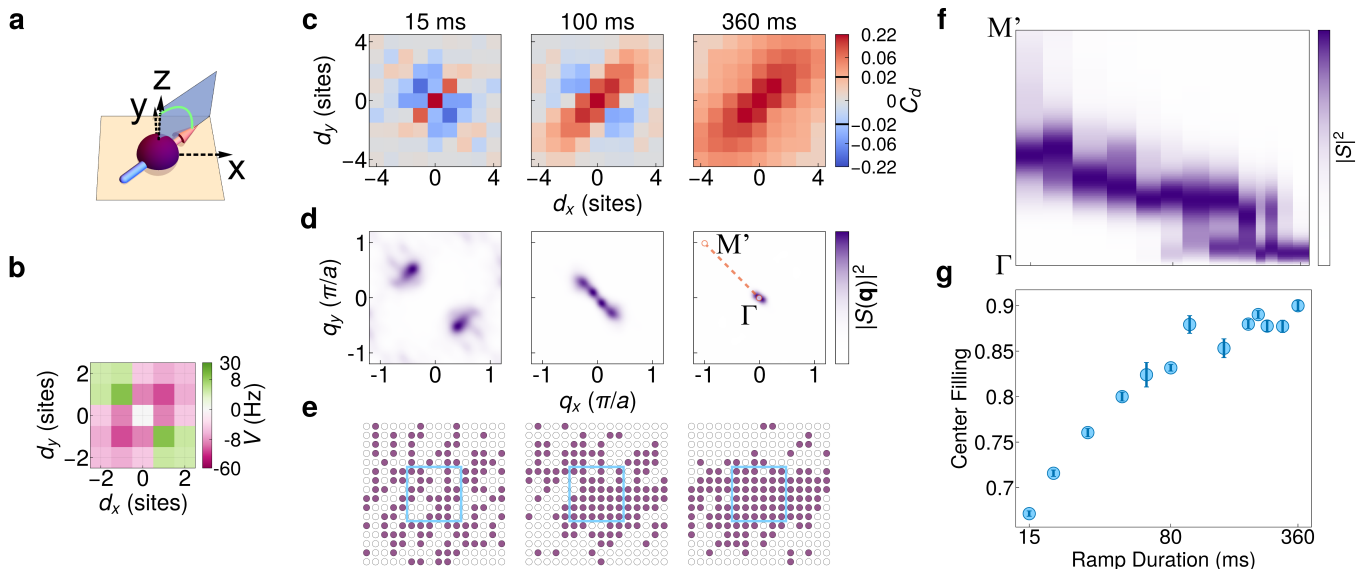 a
z
y
x
b
2
0
−2
d_y (sites)
−2 0 2
d_x (sites)
30
8
0
-8
-60
V (Hz)
c
15 ms 100 ms 360 ms
4
0
−4
d_y (sites)
−4 0 4 −4 0 4 −4 0 4
d_x (sites)
0.22
0.06
0.02
−0.02
−0.06
−0.22
C_d
d
1
0
-1
q_y (π/a)
-1 0 1 -1 0 1 -1 0 1
q_x (π/a)
M'
Γ
|S(q)|²
e
f
M'
Γ
|S|²
g
0.9
0.85
0.8
0.75
0.7
Center Filling
15 80 360
Ramp Duration (ms)